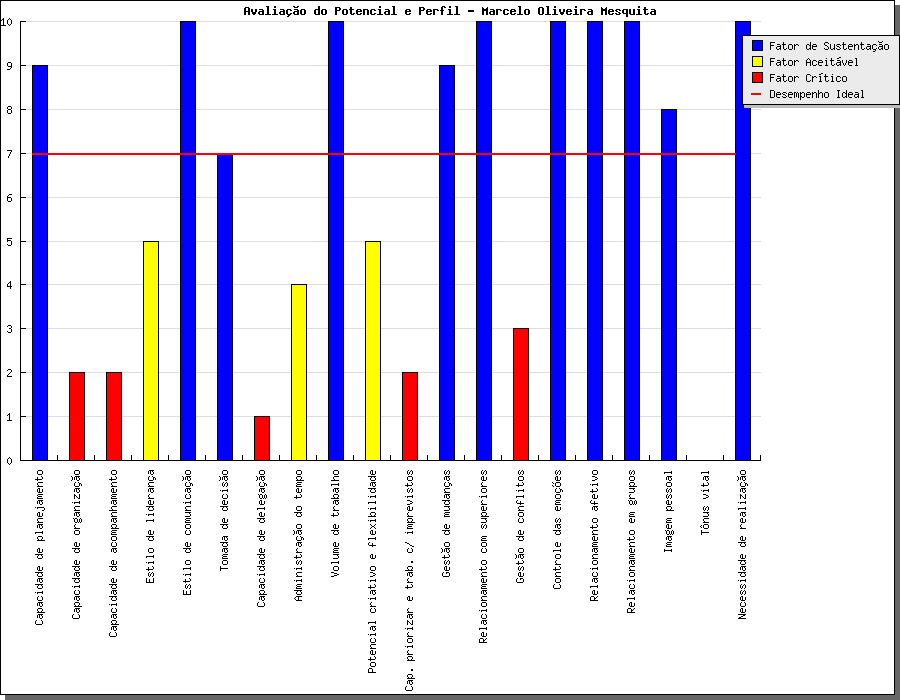 Avaliação do Potencial e Perfil - Marcelo Oliveira Mesquita
Fator de Sustentação
Fator Aceitável
Fator Crítico
Desempenho Ideal
10
9
8
7
6
5
4
3
2
1
0
Capacidade de planejamento
Capacidade de organização
Capacidade de acompanhamento
Estilo de liderança
Estilo de comunicação
Tomada de decisão
Capacidade de delegação
Administração do tempo
Volume de trabalho
Potencial criativo e flexibilidade
Cap. priorizar e trab. c/ imprevistos
Gestão de mudanças
Relacionamento com superiores
Gestão de conflitos
Controle das emoções
Relacionamento afetivo
Relacionamento em grupos
Imagem pessoal
Tônus vital
Necessidade de realização